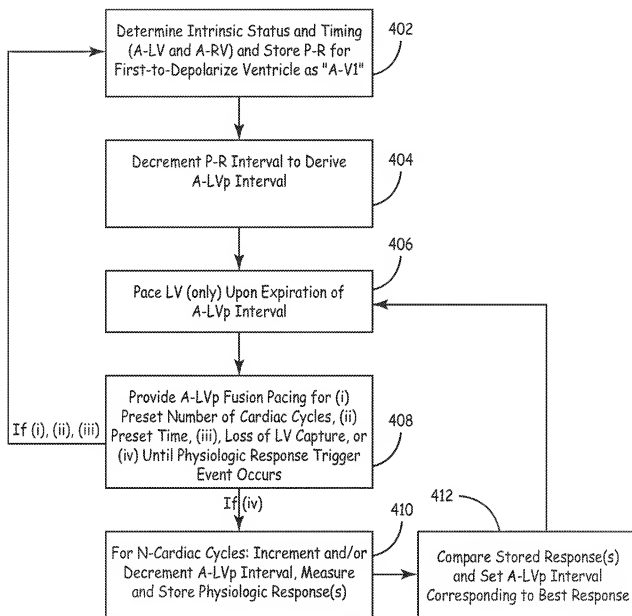 Determine Intrinsic Status and Timing
(A-LV and A-RV) and Store P-R for
First-to-Depolarize Ventricle as "A-V1"
402
Decrement P-R Interval to Derive
A-LVp Interval
404
406
Pace LV (only) Upon Expiration of
A-LVp Interval
Provide A-LVp Fusion Pacing for (i)
Preset Number of Cardiac Cycles, (ii)
Preset Time, (iii), Loss of LV Capture, or
(iv) Until Physiologic Response Trigger
Event Occurs
408
If (i), (ii), (iii)
If (iv)
410
412
For N-Cardiac Cycles: Increment and/or
Decrement A-LVp Interval, Measure
and Store Physiologic Response(s)
Compare Stored Response(s)
and Set A-LVp Interval
Corresponding to Best Response